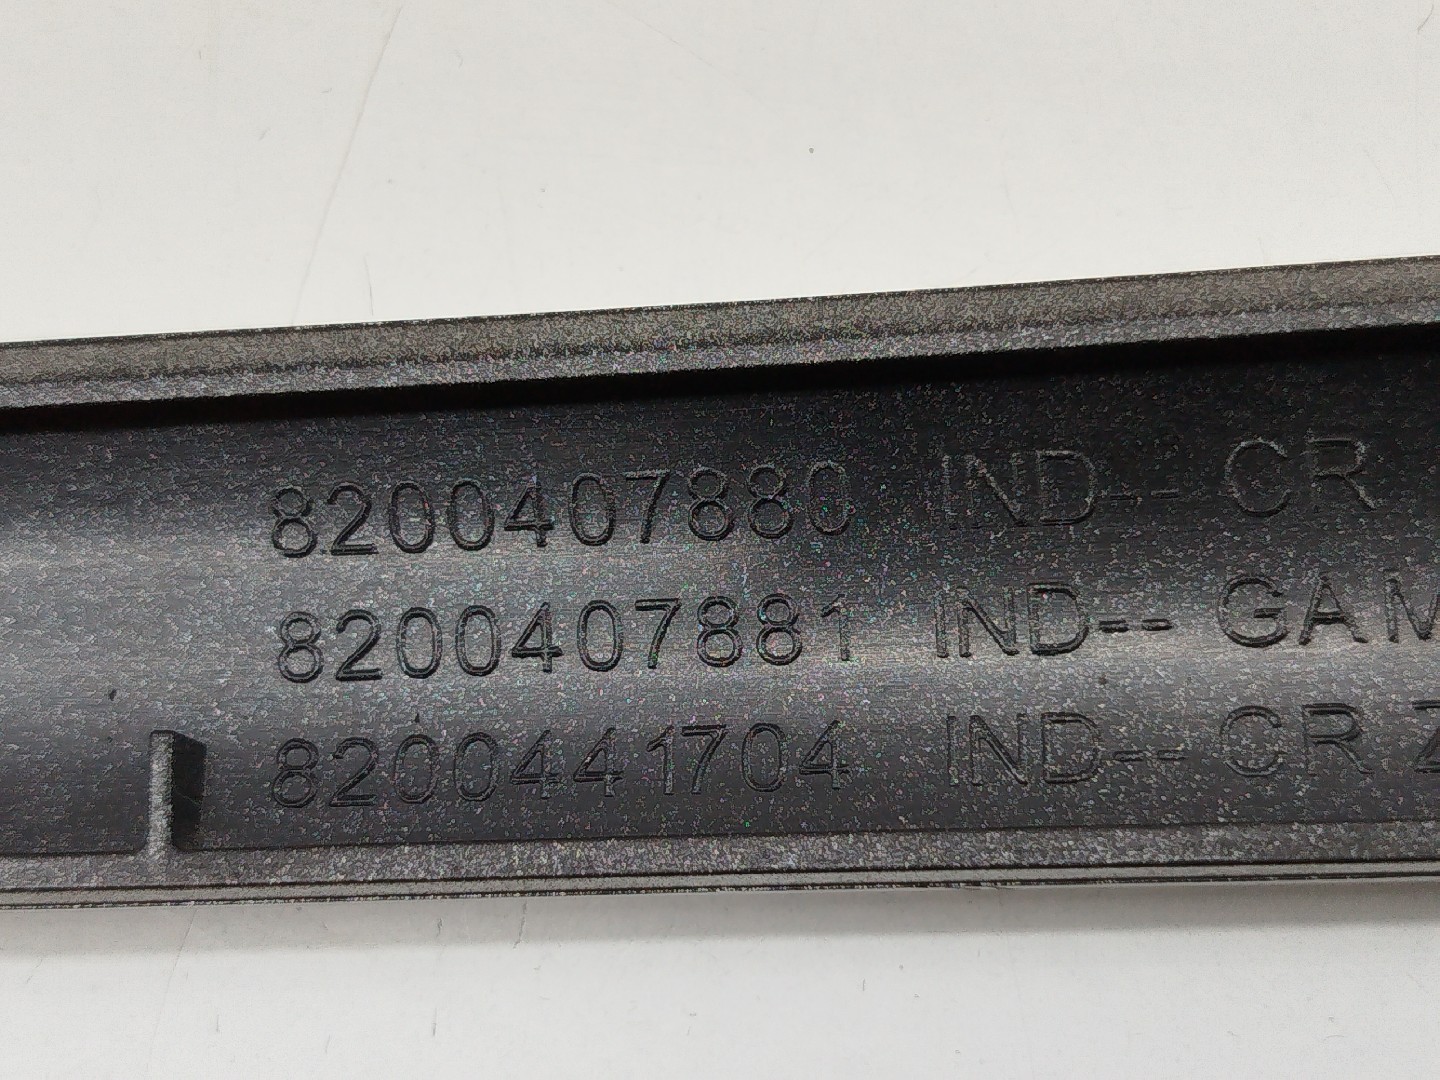 8200407880 IND-- CR
8200407881 IND-- GAM
8200441704 IND-- CR Z